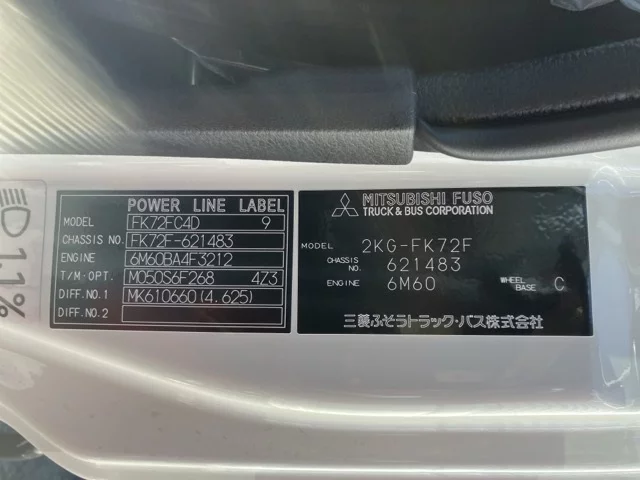 POWER LINE LABEL
MODEL FK72FC4D 9
CHASSIS NO. FK72F-621483
ENGINE 6M60BA4F3212
T/M·OPT. M050S6F268 4Z3
DIFF.NO.1 MK610660(4.625)
DIFF.NO.2
MITSUBISHI FUSO
TRUCK & BUS CORPORATION
2KG-FK72F
CHASSIS NO. 621483
ENGINE 6M60 WHEEL BASE C
三菱ふそうトラック・バス株式会社
1.1%